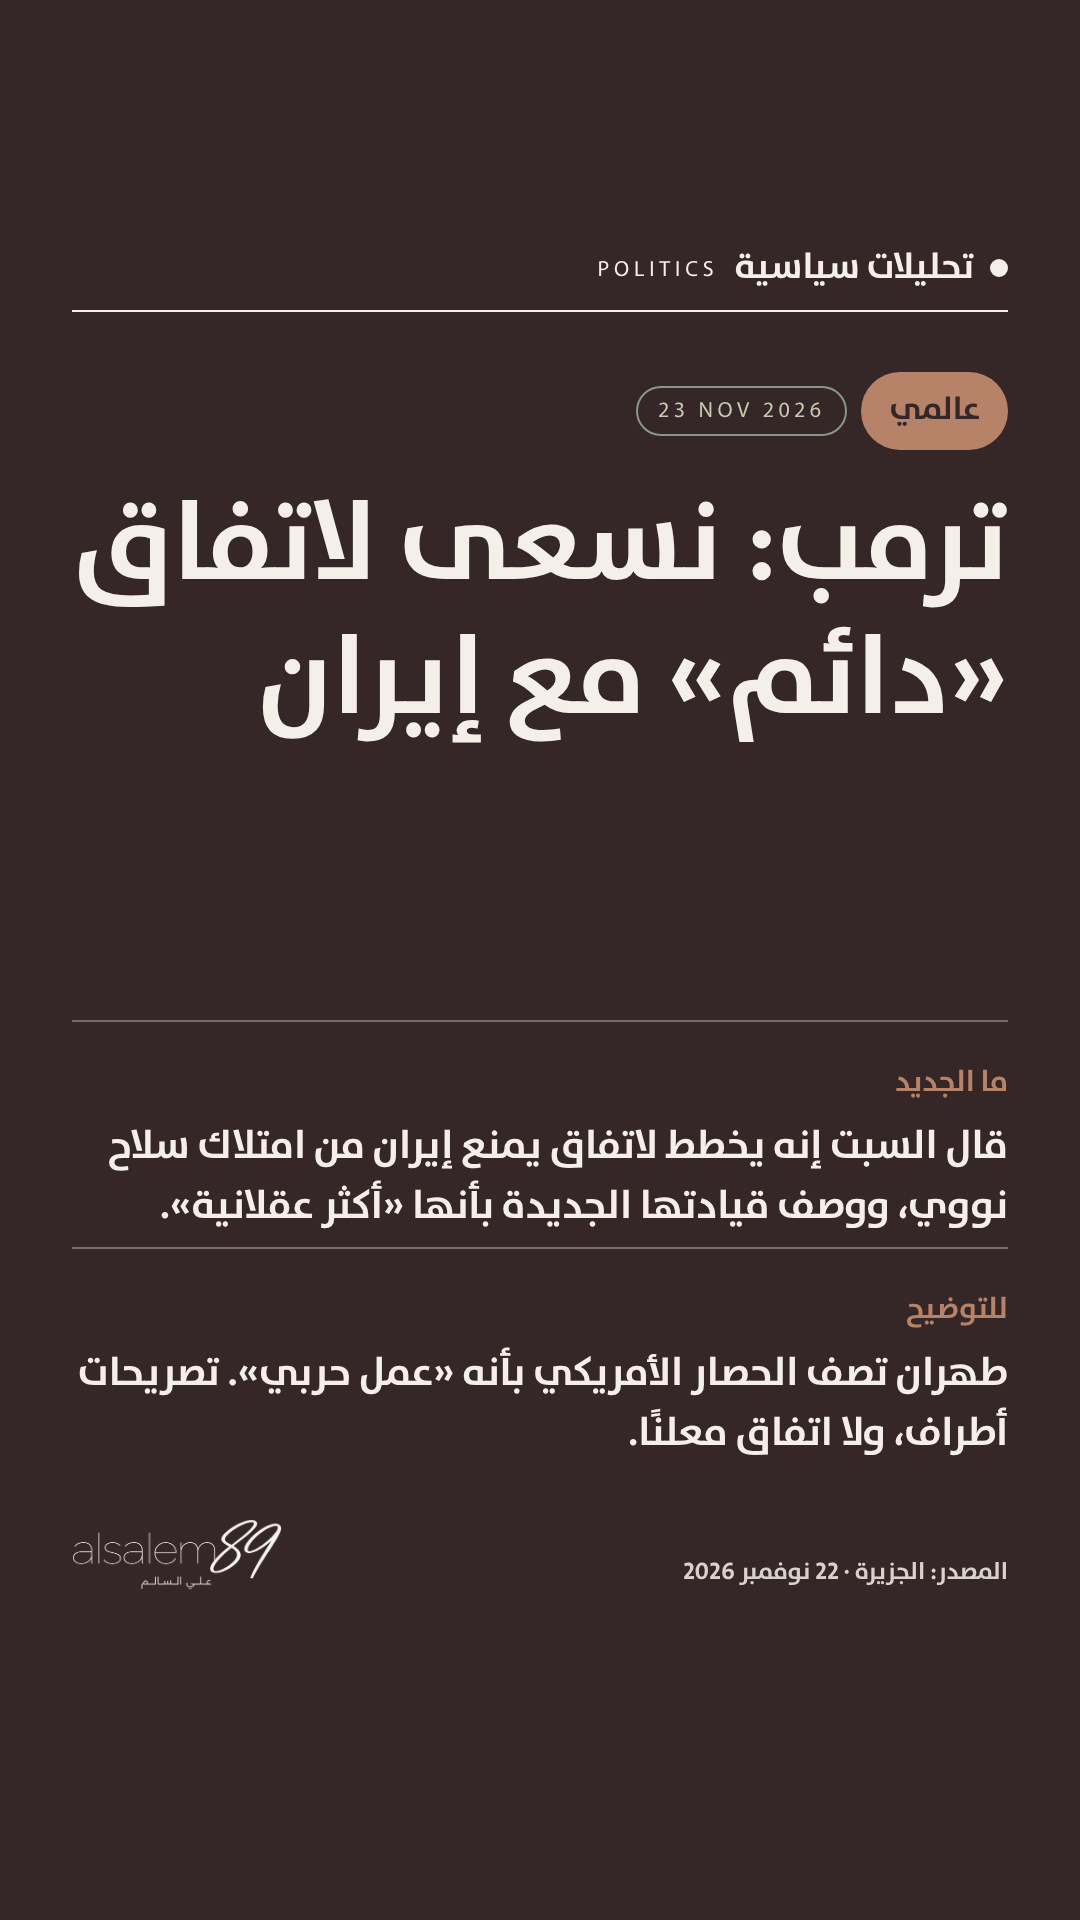 تحليلات سياسية POLITICS
عالمي 23 NOV 2026
ترمب: نسعى لاتفاق
«دائم» مع إيران
ما الجديد
قال السبت إنه يخطط لاتفاق يمنع إيران من امتلاك سلاح
نووي، ووصف قيادتها الجديدة بأنها «أكثر عقلانية».
للتوضيح
طهران تصف الحصار الأمريكي بأنه «عمل حربي». تصريحات
أطراف، ولا اتفاق معلنًا.
المصدر: الجزيرة · 22 نوفمبر 2026
alsalem89
علي السالم